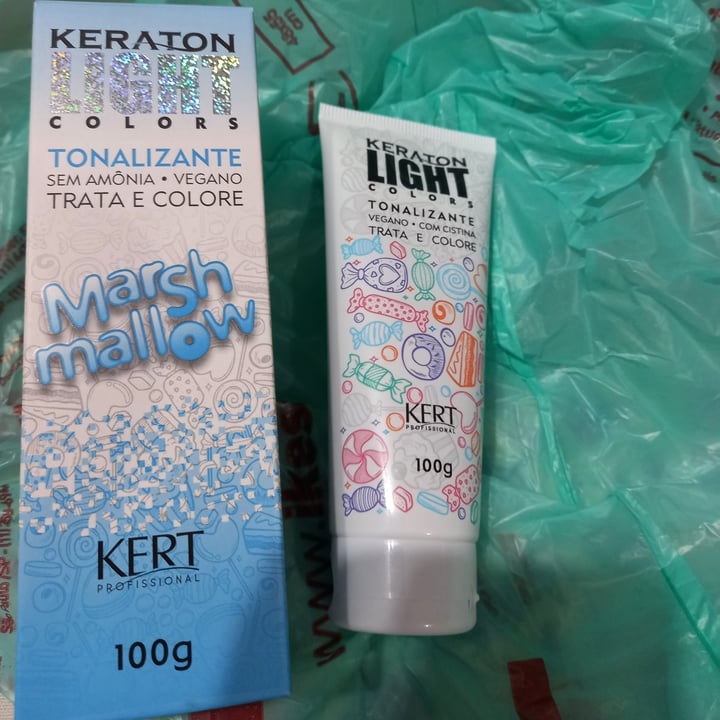 KERATON
LIGHT
COLORS
TONALIZANTE
SEM AMÔNIA • VEGANO
TRATA E COLORE
Marsh
mallow
KERT
PROFISSIONAL
100g
KERATON
LIGHT
COLORS
TONALIZANTE
VEGANO • COM CISTINA
TRATA E COLORE
KERT
PROFISSIONAL
100g
www.